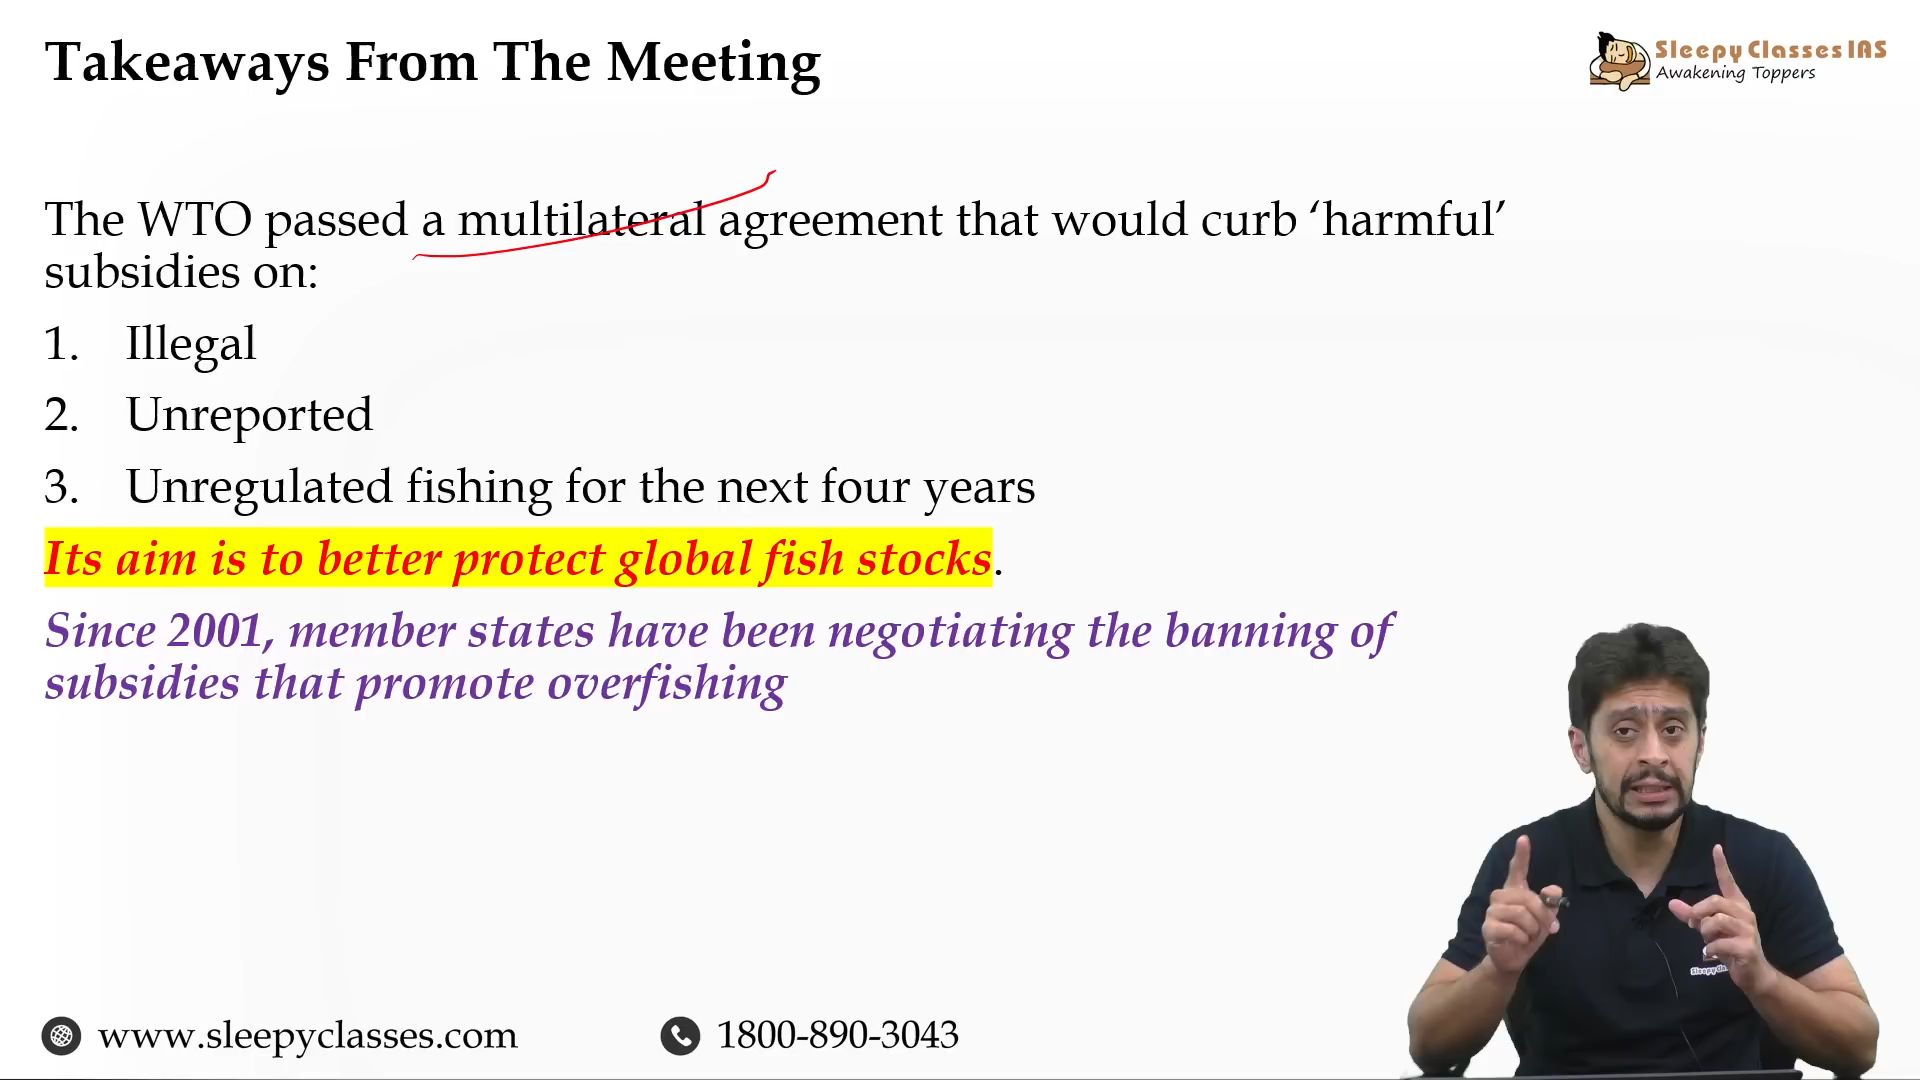 Takeaways From The Meeting
Sleepy Classes IAS
Awakening Toppers
The WTO passed a multilateral agreement that would curb ‘harmful’
subsidies on:
1. Illegal
2. Unreported
3. Unregulated fishing for the next four years
Its aim is to better protect global fish stocks.
Since 2001, member states have been negotiating the banning of
subsidies that promote overfishing
www.sleepyclasses.com
1800-890-3043